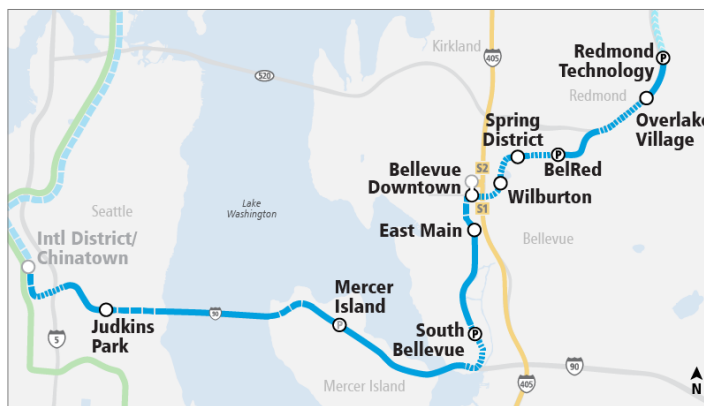 Kirkland
405
Redmond
Technology
P
520
Redmond
Spring
District
Overlake
Village
P
BelRed
S2
Bellevue
Downtown
Wilburton
S1
Lake
Washington
Seattle
East Main
Bellevue
Intl District/
Chinatown
Mercer
Island
90
Judkins
Park
P
South
Bellevue
P
5
90
Mercer Island
405
N